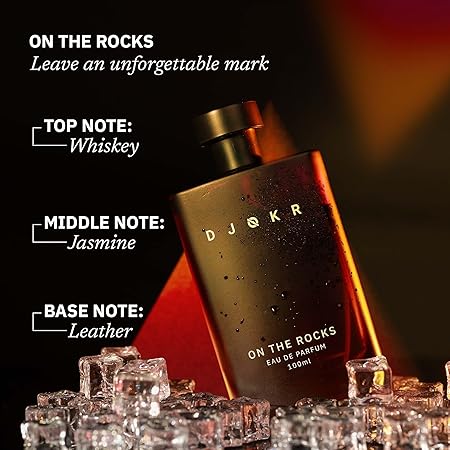 ON THE ROCKS
Leave an unforgettable mark
TOP NOTE:
Whiskey
MIDDLE NOTE:
Jasmine
BASE NOTE:
Leather
DJOKR
ON THE ROCKS
EAU DE PARFUM
100ml